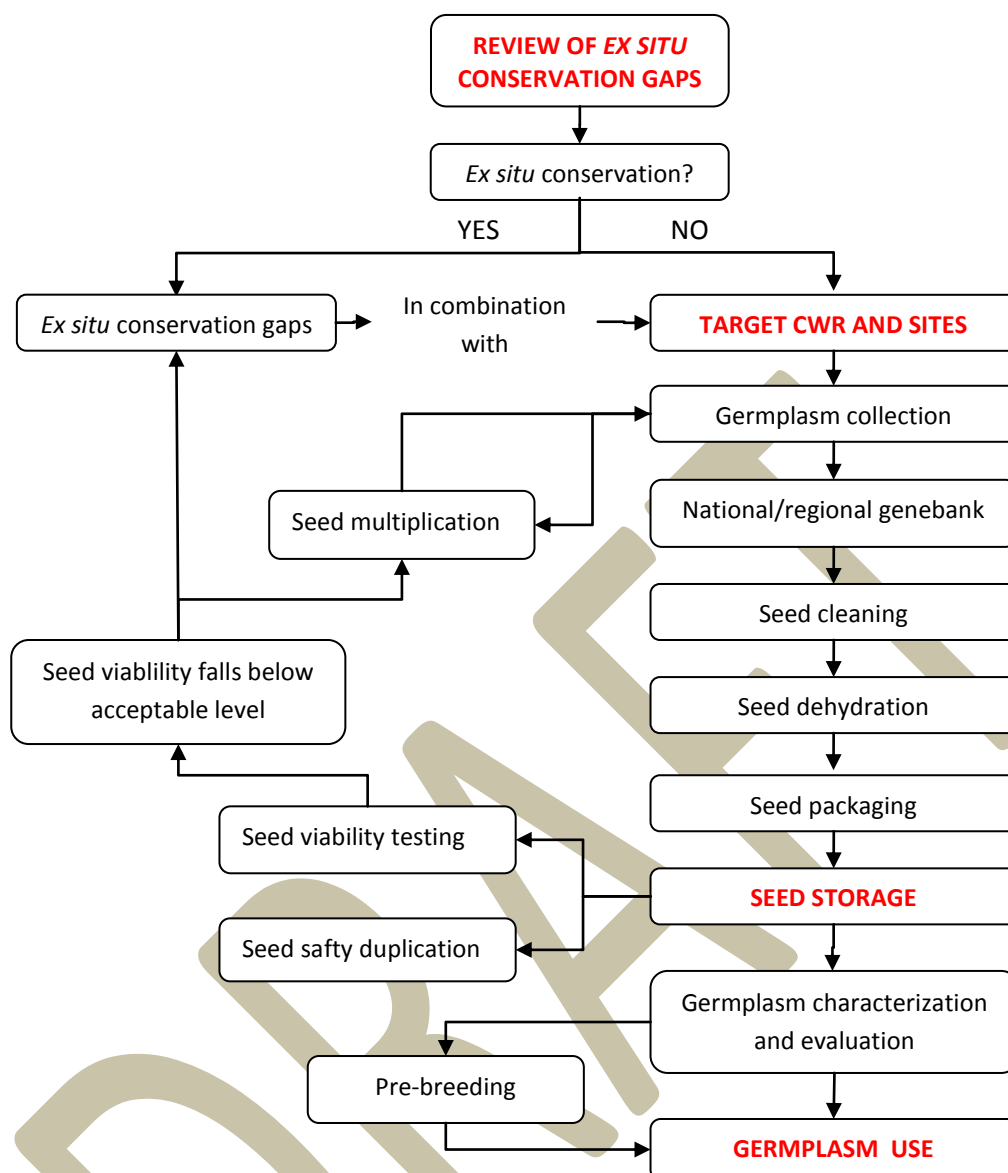 REVIEW OF EX SITU
CONSERVATION GAPS
Ex situ conservation?
YES
NO
Ex situ conservation gaps
In combination
with
TARGET CWR AND SITES
Germplasm collection
Seed multiplication
National/regional genebank
Seed cleaning
Seed viablility falls below
acceptable level
Seed dehydration
Seed packaging
Seed viability testing
SEED STORAGE
Seed safty duplication
Germplasm characterization
and evaluation
Pre-breeding
GERMPLASM USE
DRAFT